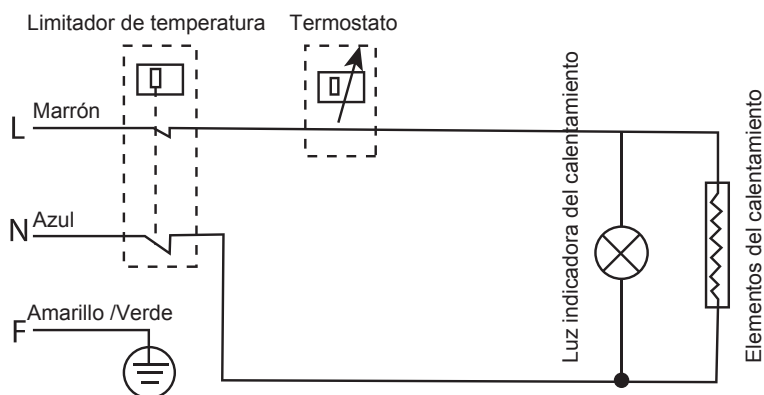 Limitador de temperatura
Termostato
L
Marrón
N
Azul
F
Amarillo /Verde
Luz indicadora del calentamiento
Elementos del calentamiento